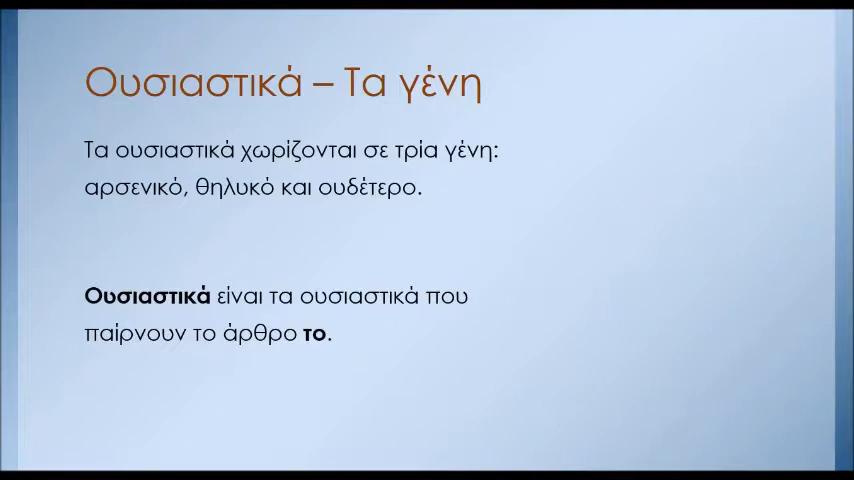 Ουσιαστικά – Τα γένη
Τα ουσιαστικά χωρίζονται σε τρία γένη:
αρσενικό, θηλυκό και ουδέτερο.
Ουσιαστικά είναι τα ουσιαστικά που
παίρνουν το άρθρο το.